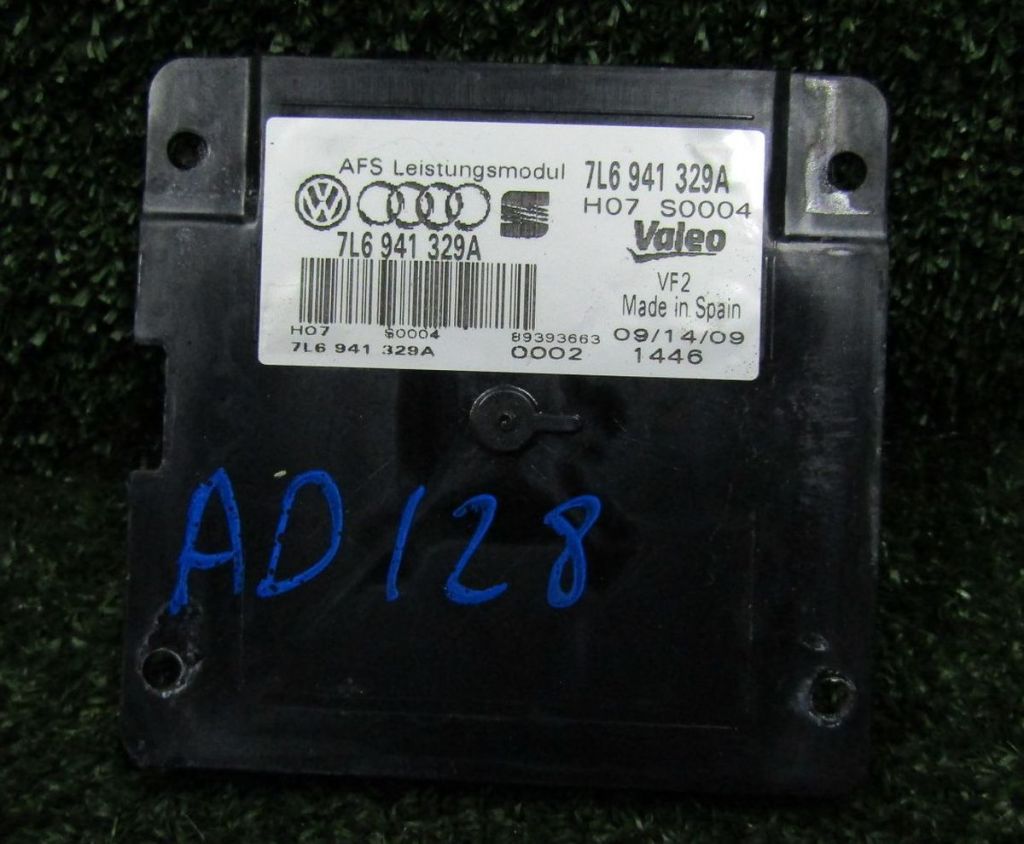 AFS Leistungsmodul 7L6 941 329A
H07 S0004
7L6 941 329A
Valeo
VF2
Made in Spain
H07 S0004 89393663 09/14/09
7L6 941 329A 0002 1446
AD128